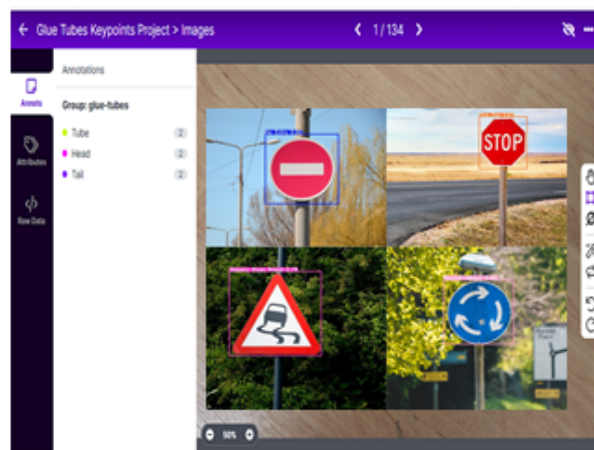 Glue Tubes Keypoints Project > Images
1/134
Annots
Annotations
Group: glue-tubes
Tube 2
Head 2
Tail 2
Attributes
Raw Data
STOP
50%